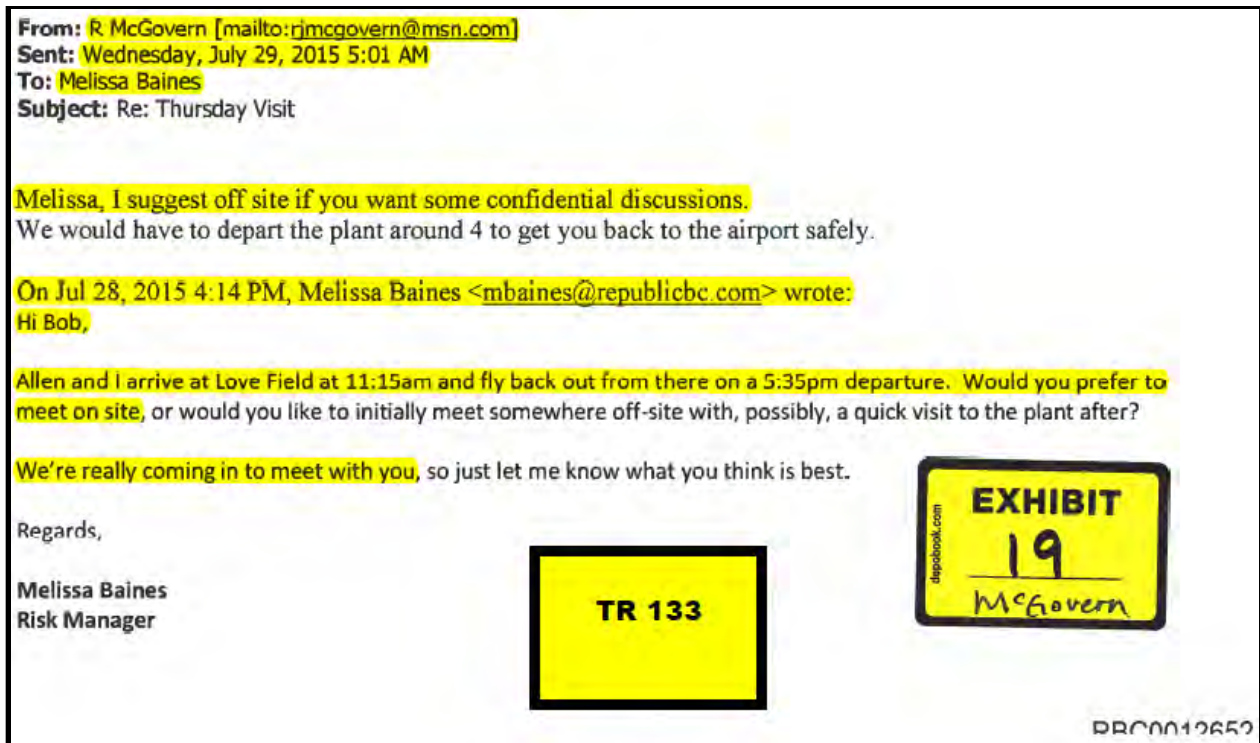 From: R McGovern [mailto:rjmcgovern@msn.com]
Sent: Wednesday, July 29, 2015 5:01 AM
To: Melissa Baines
Subject: Re: Thursday Visit
Melissa, I suggest off site if you want some confidential discussions.
We would have to depart the plant around 4 to get you back to the airport safely.
On Jul 28, 2015 4:14 PM, Melissa Baines <mbaines@republicbc.com> wrote:
Hi Bob,
Allen and I arrive at Love Field at 11:15am and fly back out from there on a 5:35pm departure. Would you prefer to
meet on site, or would you like to initially meet somewhere off-site with, possibly, a quick visit to the plant after?
We're really coming in to meet with you, so just let me know what you think is best.
Regards,
Melissa Baines
Risk Manager
TR 133
depobook.com
EXHIBIT
19
McGovern
RBC0012652